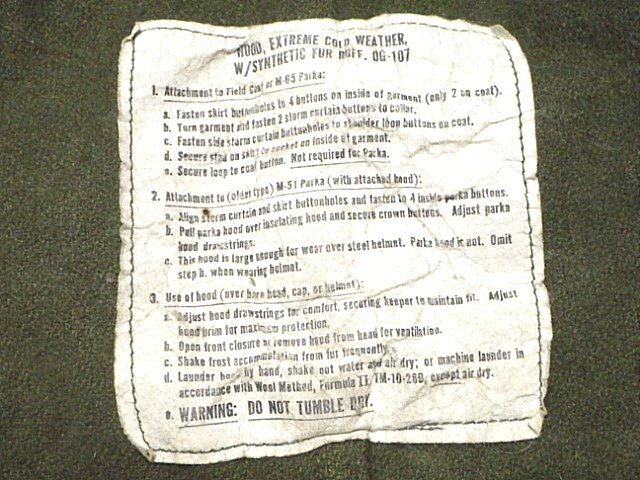 HOOD, EXTREME COLD WEATHER,
W/SYNTHETIC FUR RUFF. OG-107
1. Attachment to Field Coat or M-65 Parka:
a. Fasten skirt buttonholes to 4 buttons on inside of garment (only 2 on coat).
b. Turn garment and fasten 2 storm curtain buttons to collar.
c. Fasten side storm curtain buttonholes to shoulder loop buttons on coat.
d. Secure stud on skirt to socket on inside of garment.
e. Secure loop to coat button. Not required for Parka.
2. Attachment to (older type) M-51 Parka (with attached hood):
a. Align storm curtain and skirt buttonholes and fasten to 4 inside parka buttons.
b. Pull parka hood over insulating hood and secure crown buttons. Adjust parka
hood drawstrings.
c. This hood is large enough for wear over steel helmet. Parka hood is not. Omit
step b. when wearing helmet.
3. Use of hood (over bare head, cap, or helmet):
a. Adjust hood drawstrings for comfort, securing keeper to maintain fit. Adjust
hood brim for maximum protection.
b. Open front closure or remove hood from head for ventilation.
c. Shake frost accommolation from fur frequently.
d. Launder hood by hand, shake out water and air dry; or machine launder in
accordance with Wool Method, Formula II TM-10-280, except air dry.
e. WARNING: DO NOT TUMBLE DRY.